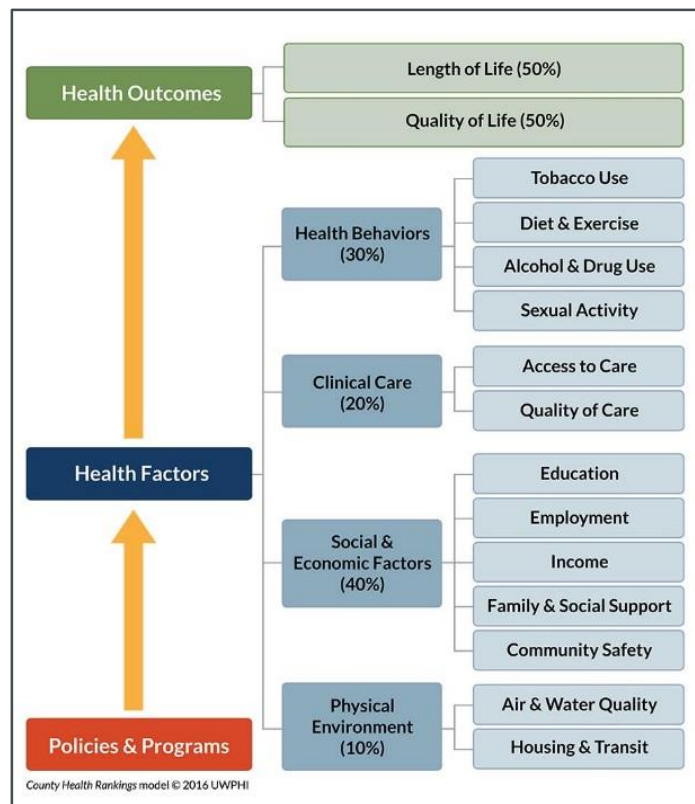 Health Outcomes
Length of Life (50%)
Quality of Life (50%)
Health Factors
Health Behaviors
(30%)
Tobacco Use
Diet & Exercise
Alcohol & Drug Use
Sexual Activity
Clinical Care
(20%)
Access to Care
Quality of Care
Social &
Economic Factors
(40%)
Education
Employment
Income
Family & Social Support
Community Safety
Physical
Environment
(10%)
Air & Water Quality
Housing & Transit
Policies & Programs
County Health Rankings model © 2016 UWPHI